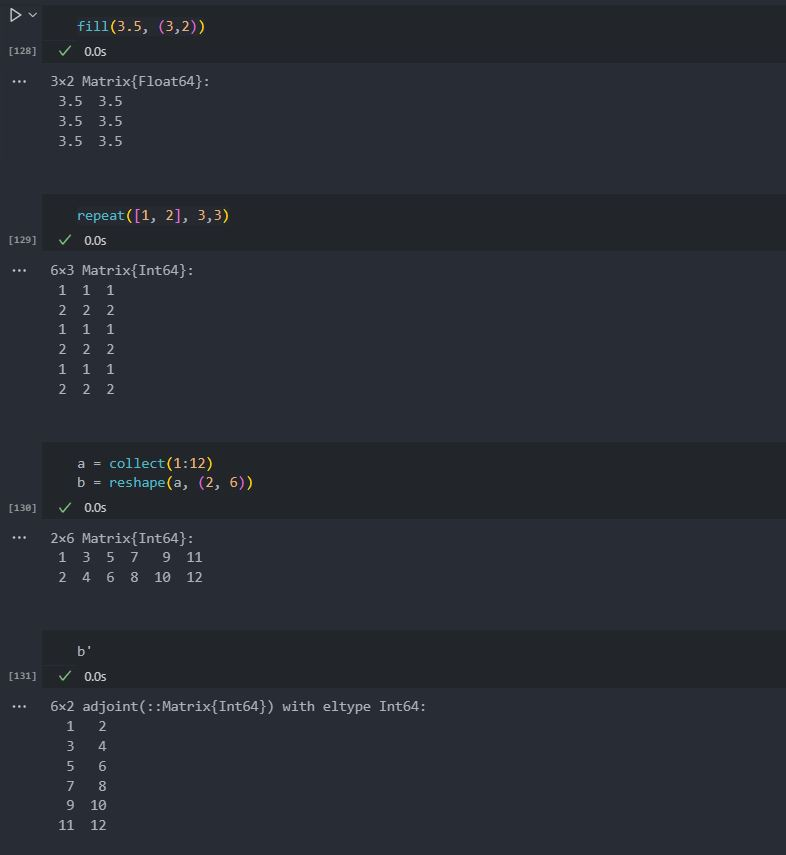 fill(3.5, (3,2))
[128] ✓ 0.0s
... 3×2 Matrix{Float64}:
 3.5  3.5
 3.5  3.5
 3.5  3.5
repeat([1, 2], 3,3)
[129] ✓ 0.0s
... 6×3 Matrix{Int64}:
 1  1  1
 2  2  2
 1  1  1
 2  2  2
 1  1  1
 2  2  2
a = collect(1:12)
b = reshape(a, (2, 6))
[130] ✓ 0.0s
... 2×6 Matrix{Int64}:
 1  3  5  7   9  11
 2  4  6  8  10  12
b'
[131] ✓ 0.0s
... 6×2 adjoint(::Matrix{Int64}) with eltype Int64:
  1   2
  3   4
  5   6
  7   8
  9  10
 11  12